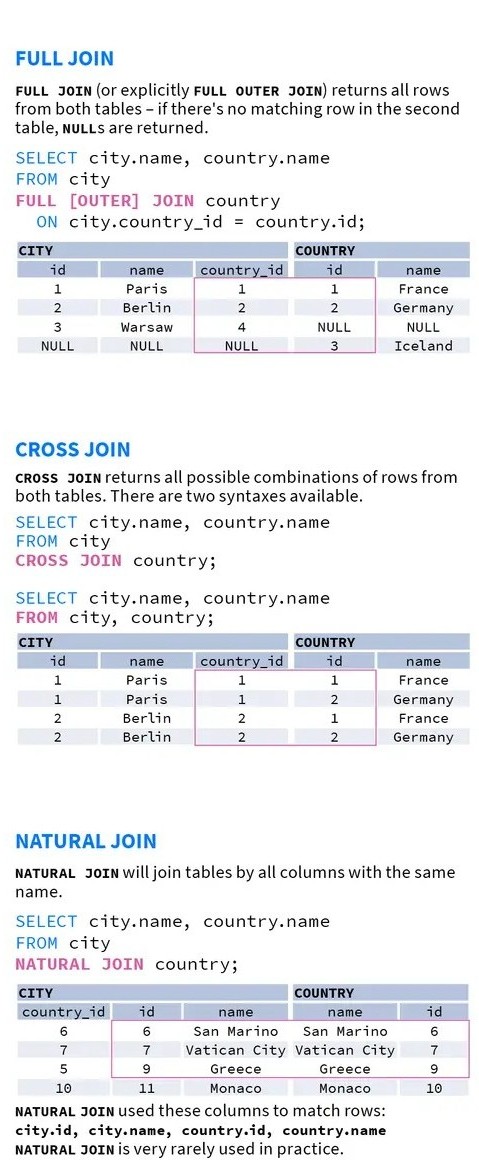 FULL JOIN
FULL JOIN (or explicitly FULL OUTER JOIN) returns all rows
from both tables – if there's no matching row in the second
table, NULLs are returned.
SELECT city.name, country.name
FROM city
FULL [OUTER] JOIN country
ON city.country_id = country.id;
CITY COUNTRY
id name country_id id name
1 Paris 1 1 France
2 Berlin 2 2 Germany
3 Warsaw 4 NULL NULL
NULL NULL NULL 3 Iceland
CROSS JOIN
CROSS JOIN returns all possible combinations of rows from
both tables. There are two syntaxes available.
SELECT city.name, country.name
FROM city
CROSS JOIN country;
SELECT city.name, country.name
FROM city, country;
CITY COUNTRY
id name country_id id name
1 Paris 1 1 France
1 Paris 1 2 Germany
2 Berlin 2 1 France
2 Berlin 2 2 Germany
NATURAL JOIN
NATURAL JOIN will join tables by all columns with the same
name.
SELECT city.name, country.name
FROM city
NATURAL JOIN country;
CITY COUNTRY
country_id id name name id
6 6 San Marino San Marino 6
7 7 Vatican City Vatican City 7
5 9 Greece Greece 9
10 11 Monaco Monaco 10
NATURAL JOIN used these columns to match rows:
city.id, city.name, country.id, country.name
NATURAL JOIN is very rarely used in practice.